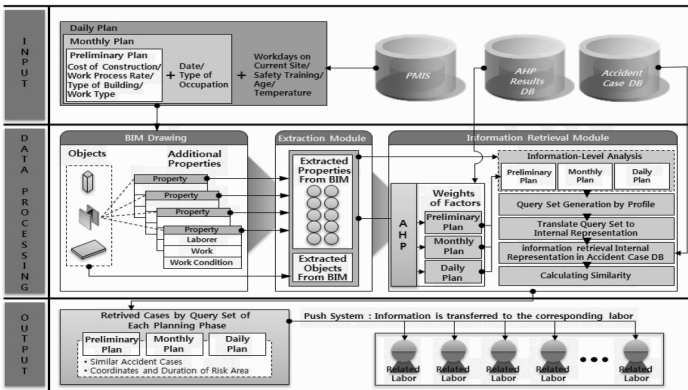 INPUT
Daily Plan
Monthly Plan
Preliminary Plan
Cost of Construction/
Work Process Rate/
Type of Building/
Work Type
+
Date/
Type of
Occupation
+
Workdays on
Current Site/
Safety Training/
Age/
Temperature
PMIS
AHP
Results
DB
Accident
Case DB
DATA PROCESSING
BIM Drawing
Objects
Additional
Properties
Property
Property
Property
Property
Laborer
Work
Work Condition
Extraction Module
Extracted
Properties
From BIM
Extracted
Objects
From BIM
Information Retrieval Module
AHP
Weights
of Factors
Preliminary
Plan
Monthly
Plan
Daily
Plan
Information-Level Analysis
Preliminary
Plan
Monthly
Plan
Daily
Plan
Query Set Generation by Profile
Translate Query Set to
Internal Representation
information retrieval Internal
Representation in Accident Case DB
Calculating Similarity
OUTPUT
Retrived Cases by Query Set of
Each Planning Phase
Preliminary
Plan
Monthly
Plan
Daily
Plan
• Similar Accident Cases
• Coordinates and Duration of Risk Area
Push System : Information is transferred to the corresponding labor
Related
Labor
Related
Labor
Related
Labor
Related
Labor
•••
Related
Labor